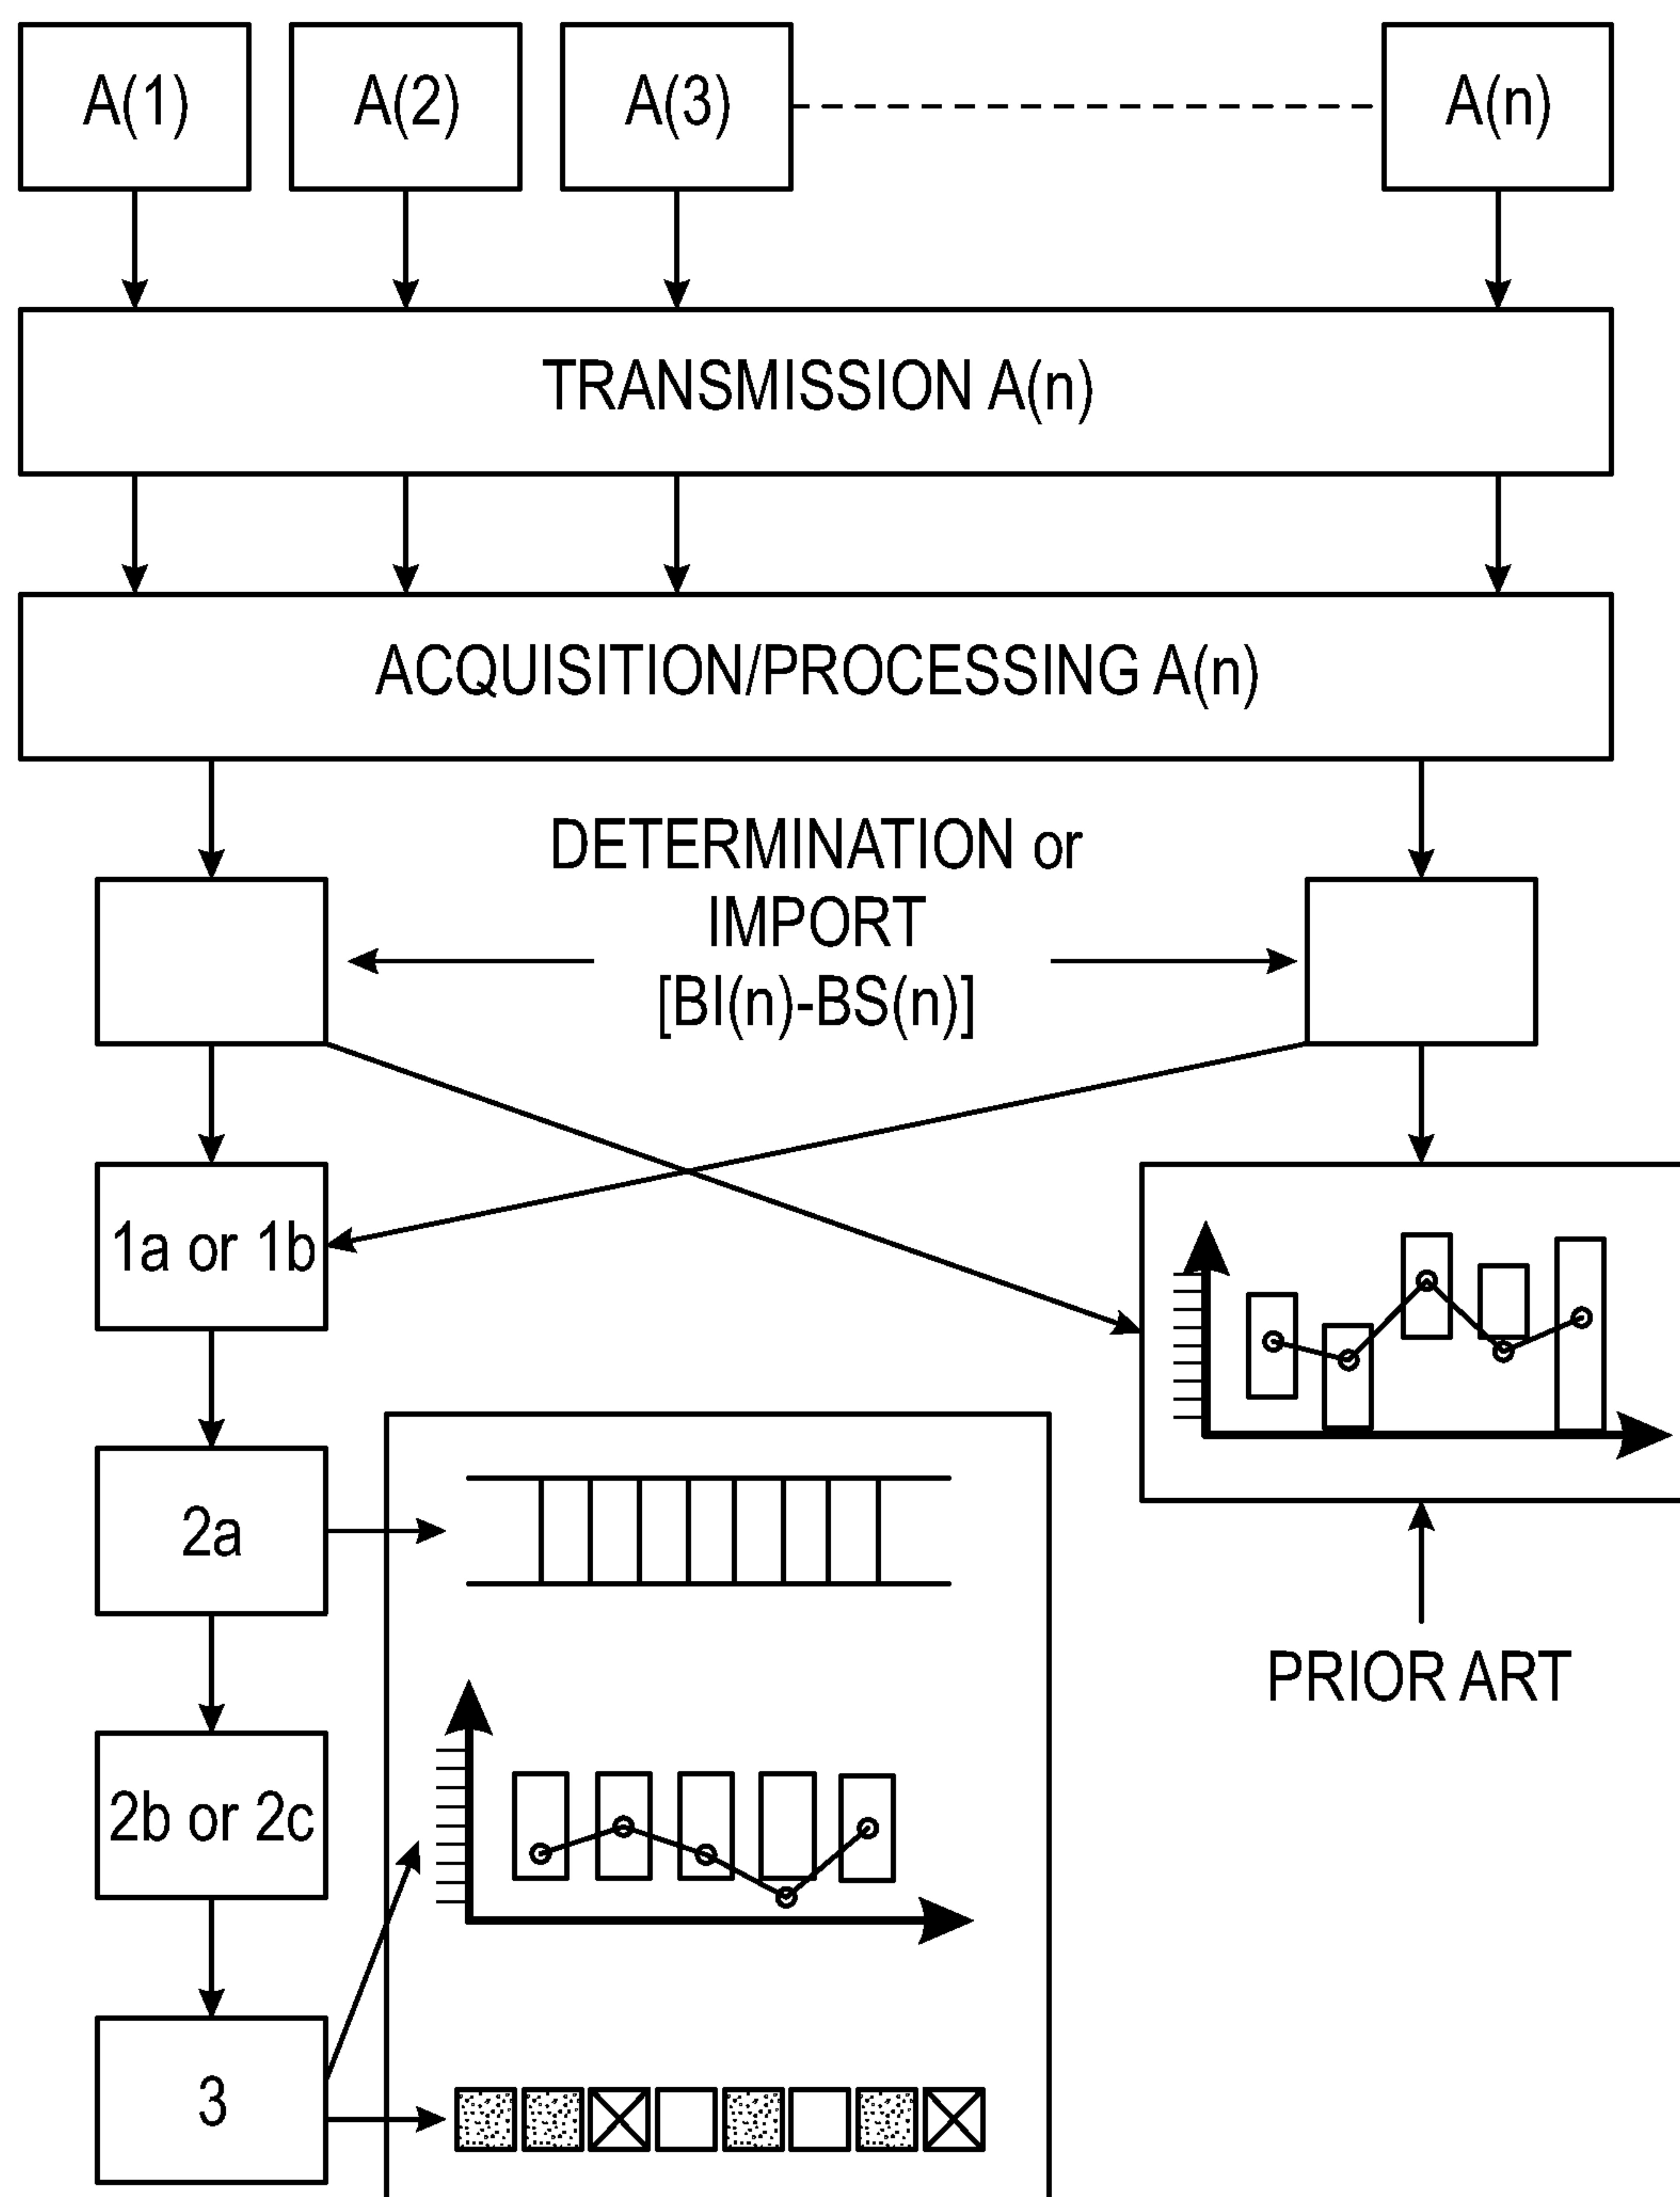 A(1)
A(2)
A(3)
A(n)
TRANSMISSION A(n)
ACQUISITION/PROCESSING A(n)
DETERMINATION or
IMPORT
[BI(n)-BS(n)]
1a or 1b
2a
PRIOR ART
2b or 2c
3